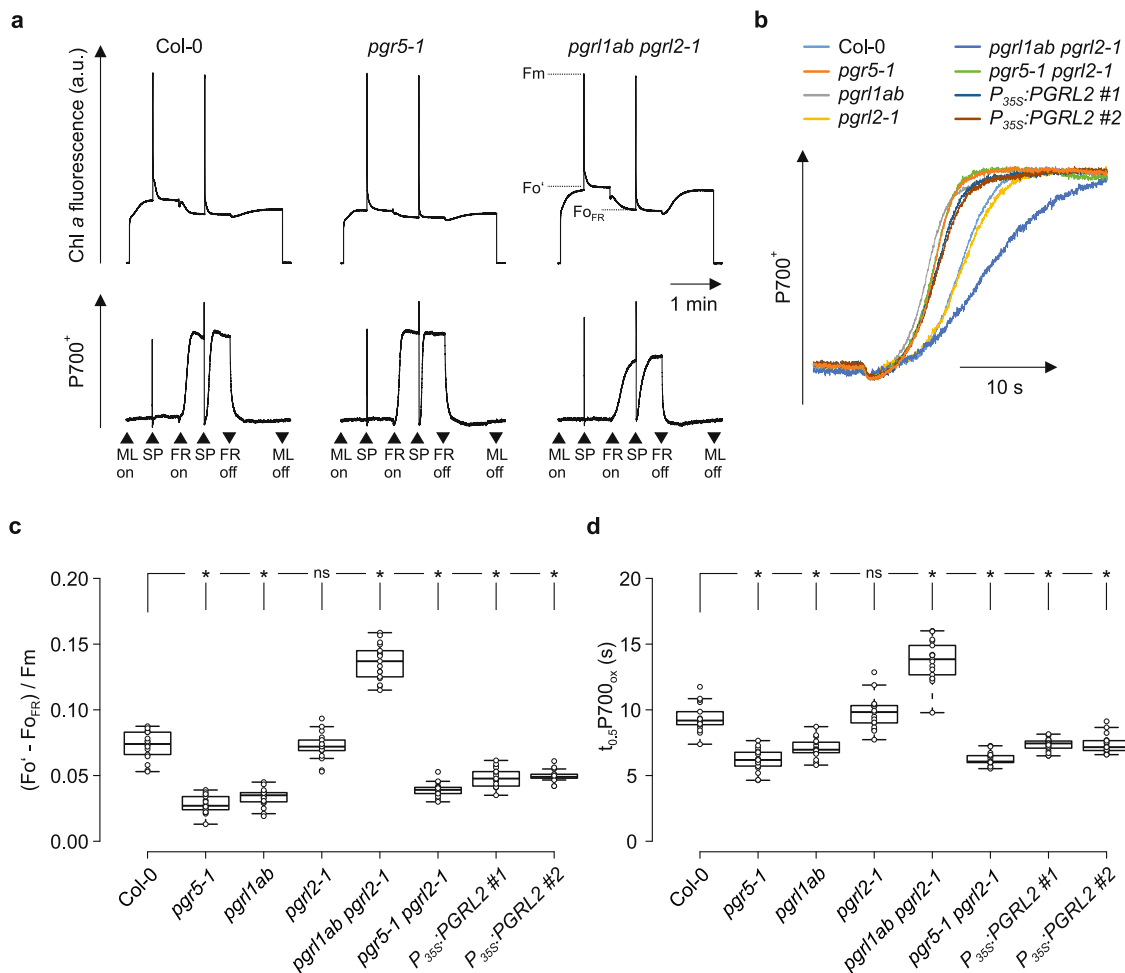 a
Col-0
pgr5-1
pgrl1ab pgrl2-1
Chl a fluorescence (a.u.)
Fm
Fo‘
Fo_FR
1 min
P700⁺
ML on
SP
FR on
SP
FR off
ML off
ML on
SP
FR on
SP
FR off
ML off
ML on
SP
FR on
SP
FR off
ML off
b
Col-0
pgr5-1
pgrl1ab
pgrl2-1
pgrl1ab pgrl2-1
pgr5-1 pgrl2-1
P35S:PGRL2 #1
P35S:PGRL2 #2
P700⁺
10 s
c
(Fo‘ - Fo_FR) / Fm
0.20
0.15
0.10
0.05
0.00
* * ns * * * *
Col-0
pgr5-1
pgrl1ab
pgrl2-1
pgrl1ab pgrl2-1
pgr5-1 pgrl2-1
P35S:PGRL2 #1
P35S:PGRL2 #2
d
t0.5P700ox (s)
20
15
10
5
0
* * ns * * * *
Col-0
pgr5-1
pgrl1ab
pgrl2-1
pgrl1ab pgrl2-1
pgr5-1 pgrl2-1
P35S:PGRL2 #1
P35S:PGRL2 #2